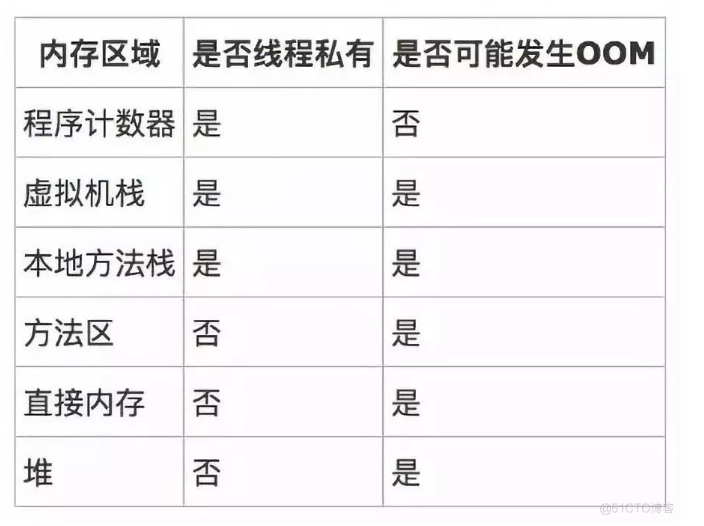 内存区域 是否线程私有 是否可能发生OOM
程序计数器 是 否
虚拟机栈 是 是
本地方法栈 是 是
方法区 否 是
直接内存 否 是
堆 否 是
@51CTO博客